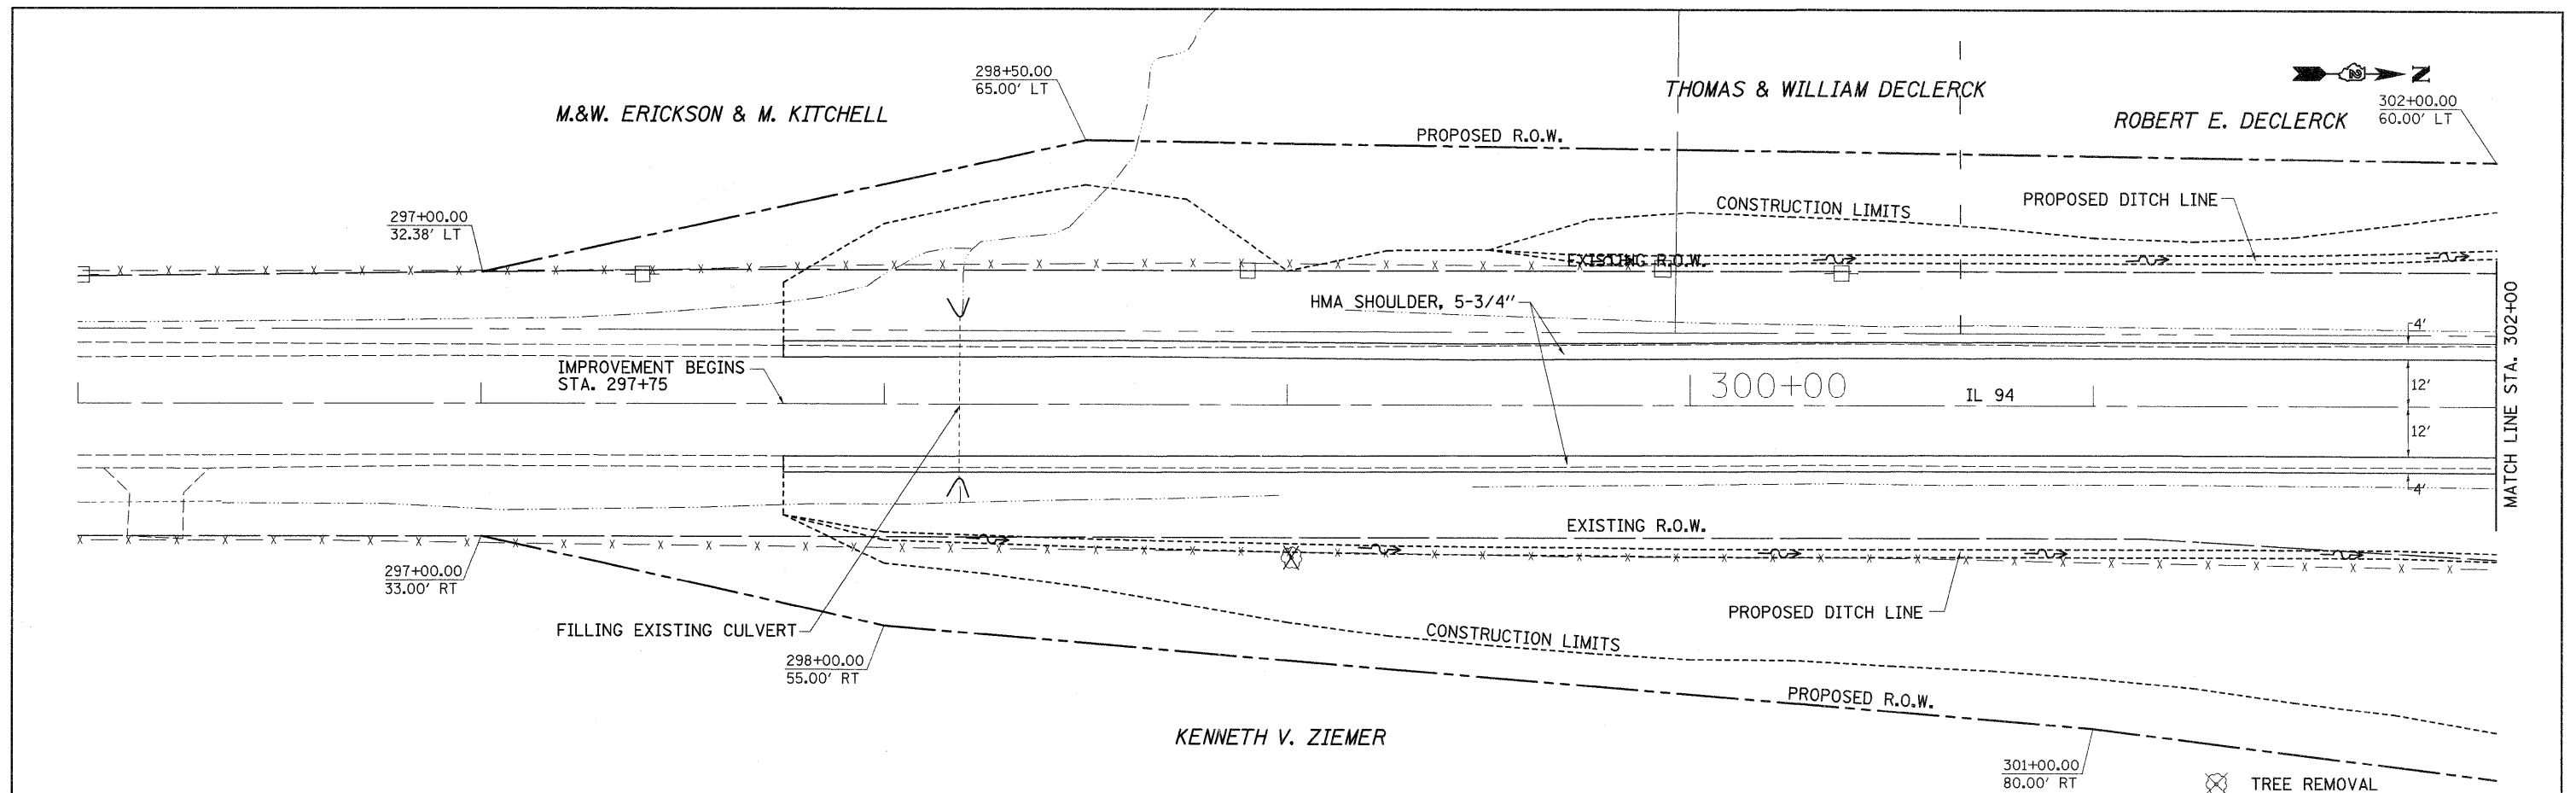 298+50.00
65.00' LT
THOMAS & WILLIAM DECLERCK
N
M.&W. ERICKSON & M. KITCHELL
302+00.00
60.00' LT
ROBERT E. DECLERCK
PROPOSED R.O.W.
297+00.00
32.38' LT
CONSTRUCTION LIMITS
PROPOSED DITCH LINE
EXISTING R.O.W.
HMA SHOULDER, 5-3/4"
4'
IMPROVEMENT BEGINS
STA. 297+75
300+00
IL 94
12'
12'
MATCH LINE STA. 302+00
4'
EXISTING R.O.W.
297+00.00
33.00' RT
PROPOSED DITCH LINE
FILLING EXISTING CULVERT
CONSTRUCTION LIMITS
298+00.00
55.00' RT
PROPOSED R.O.W.
KENNETH V. ZIEMER
301+00.00
80.00' RT
TREE REMOVAL